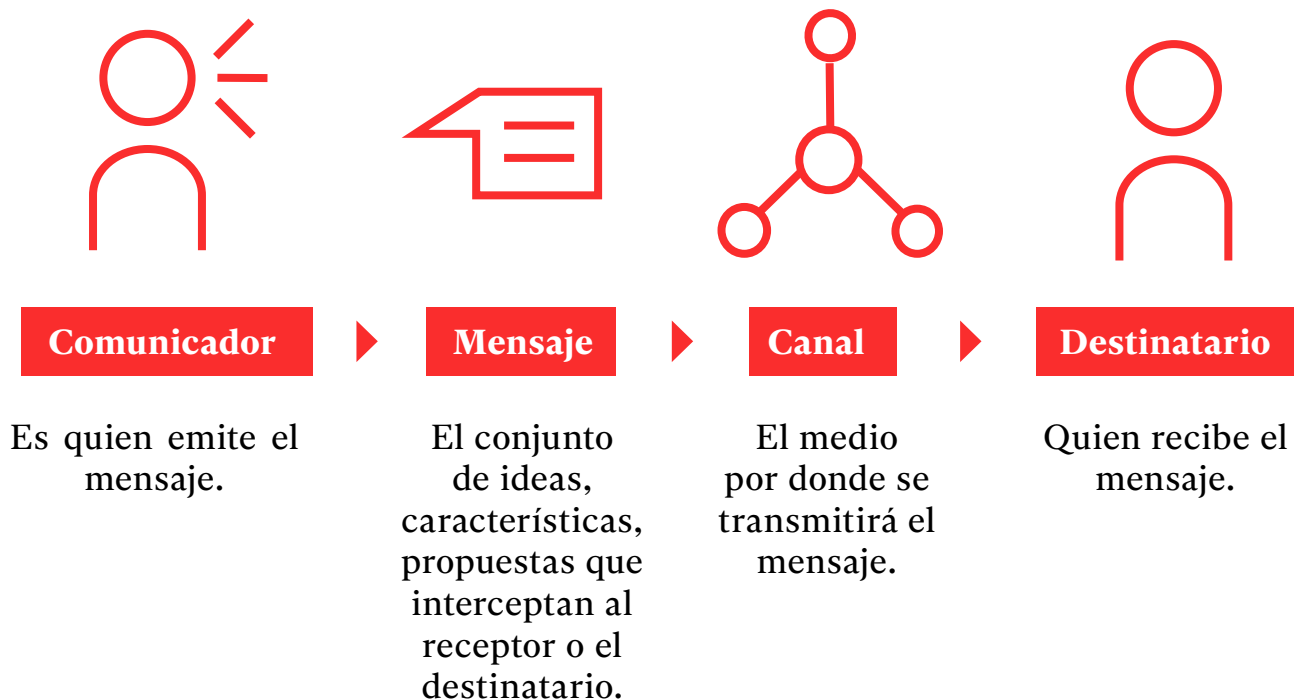 Comunicador
Mensaje
Canal
Destinatario
Es quien emite el
mensaje.
El conjunto
de ideas,
característícas,
propuestas que
interceptan al
receptor o el
destinatario.
El medio
por donde se
transmitirá el
mensaje.
Quien recibe el
mensaje.